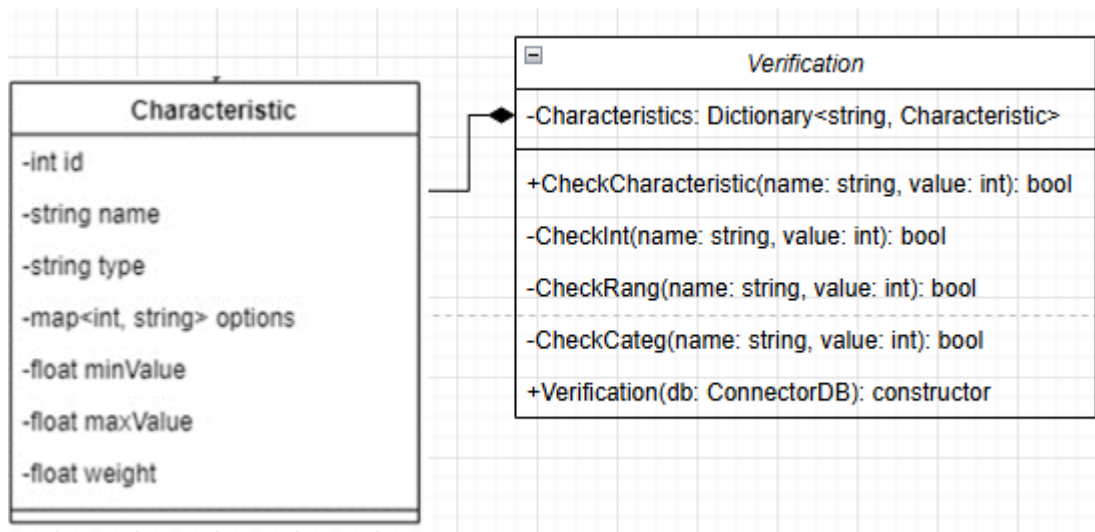 Characteristic
-int id
-string name
-string type
-map<int, string> options
-float minValue
-float maxValue
-float weight
Verification
-Characteristics: Dictionary<string, Characteristic>
+CheckCharacteristic(name: string, value: int): bool
-CheckInt(name: string, value: int): bool
-CheckRang(name: string, value: int): bool
-CheckCateg(name: string, value: int): bool
+Verification(db: ConnectorDB): constructor